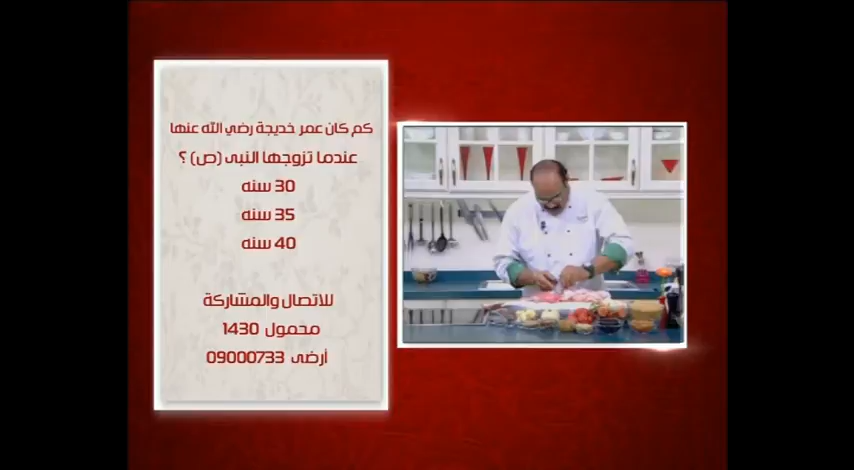 كم كان عمر خديجة رضي الله عنها
عندما تزوجها النبى (ص) ؟
30 سنه
35 سنه
40 سنه
للاتصال والمشاركة
محمول 1430
أرضى 09000733